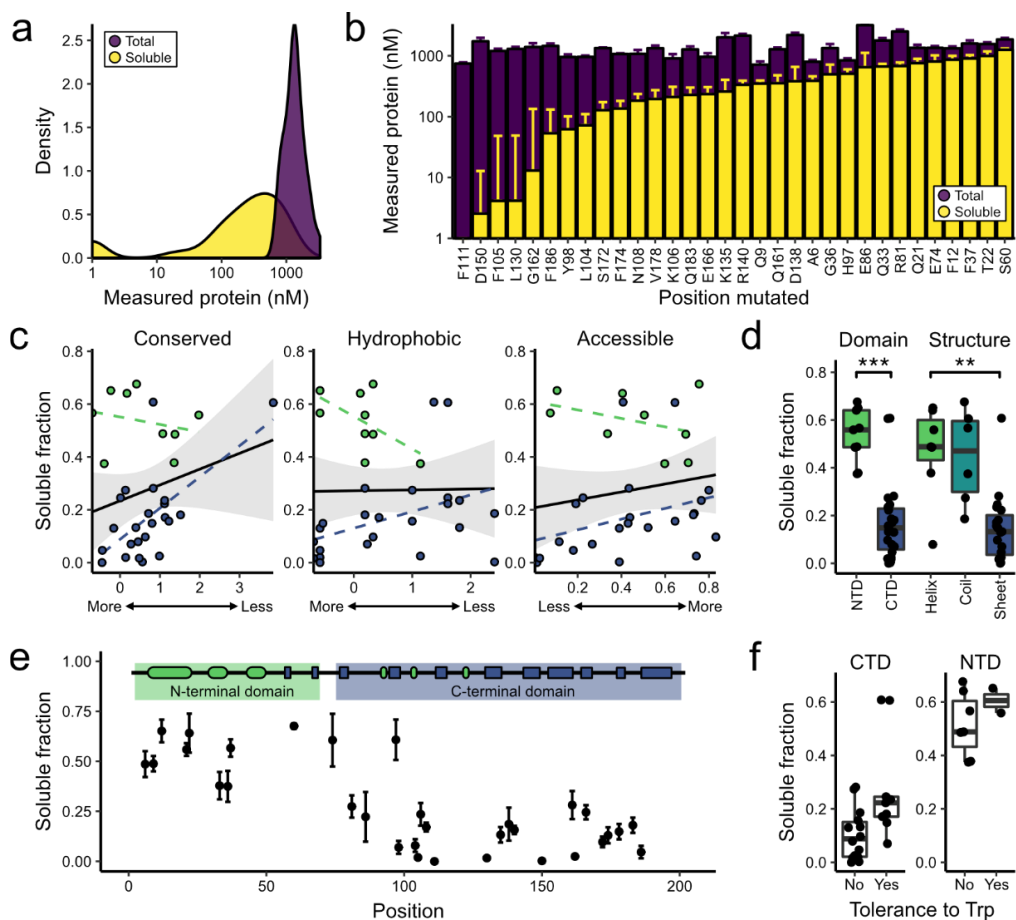 a
2.5
2.0
1.5
1.0
0.5
0.0
Density
Total
Soluble
1
10
100
1000
Measured protein (nM)
b
1000
100
10
1
Measured protein (nM)
Total
Soluble
F111
D150
F105
L130
G162
F186
Y98
L104
S172
F174
N108
V178
K106
Q183
E166
K135
R140
Q9
Q161
D138
A6
G36
H97
E86
Q33
R81
Q21
E74
F12
F37
T22
S60
Position mutated
c
Conserved
Hydrophobic
Accessible
0.8
0.6
0.4
0.2
0.0
Soluble fraction
0 1 2 3
0 1 2
0.2 0.4 0.6 0.8
More Less
More Less
Less More
d
Domain Structure
*** **
0.8
0.6
0.4
0.2
0.0
Soluble fraction
NTD
CTD
Helix
Coil
Sheet
e
1.00
0.75
0.50
0.25
0.00
Soluble fraction
N-terminal domain
C-terminal domain
0 50 100 150 200
Position
f
CTD NTD
0.8
0.6
0.4
0.2
0.0
Soluble fraction
No Yes No Yes
Tolerance to Trp